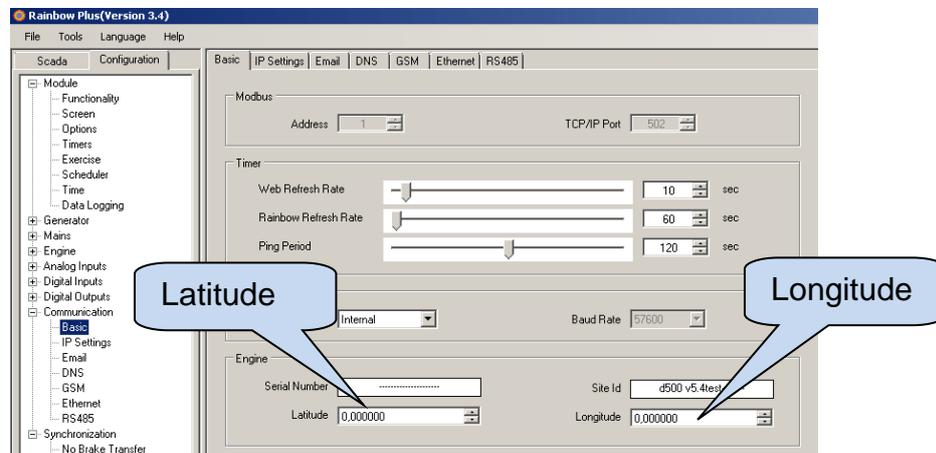 Rainbow Plus(Version 3.4)
File Tools Language Help
Scada Configuration
Module
Functionality
Screen
Options
Timers
Exercise
Scheduler
Time
Data Logging
Generator
Mains
Engine
Analog Inputs
Digital Inputs
Digital Outputs
Communication
Basic
IP Settings
Email
DNS
GSM
Ethernet
RS485
Synchronization
No Brake Transfer
Basic IP Settings Email DNS GSM Ethernet RS485
Modbus
Address 1 TCP/IP Port 502
Timer
Web Refresh Rate 10 sec
Rainbow Refresh Rate 60 sec
Ping Period 120 sec
Latitude
Longitude
Internal Baud Rate 57600
Engine
Serial Number -------------------- Site Id d500 v5.4test
Latitude 0,000000 Longitude 0,000000